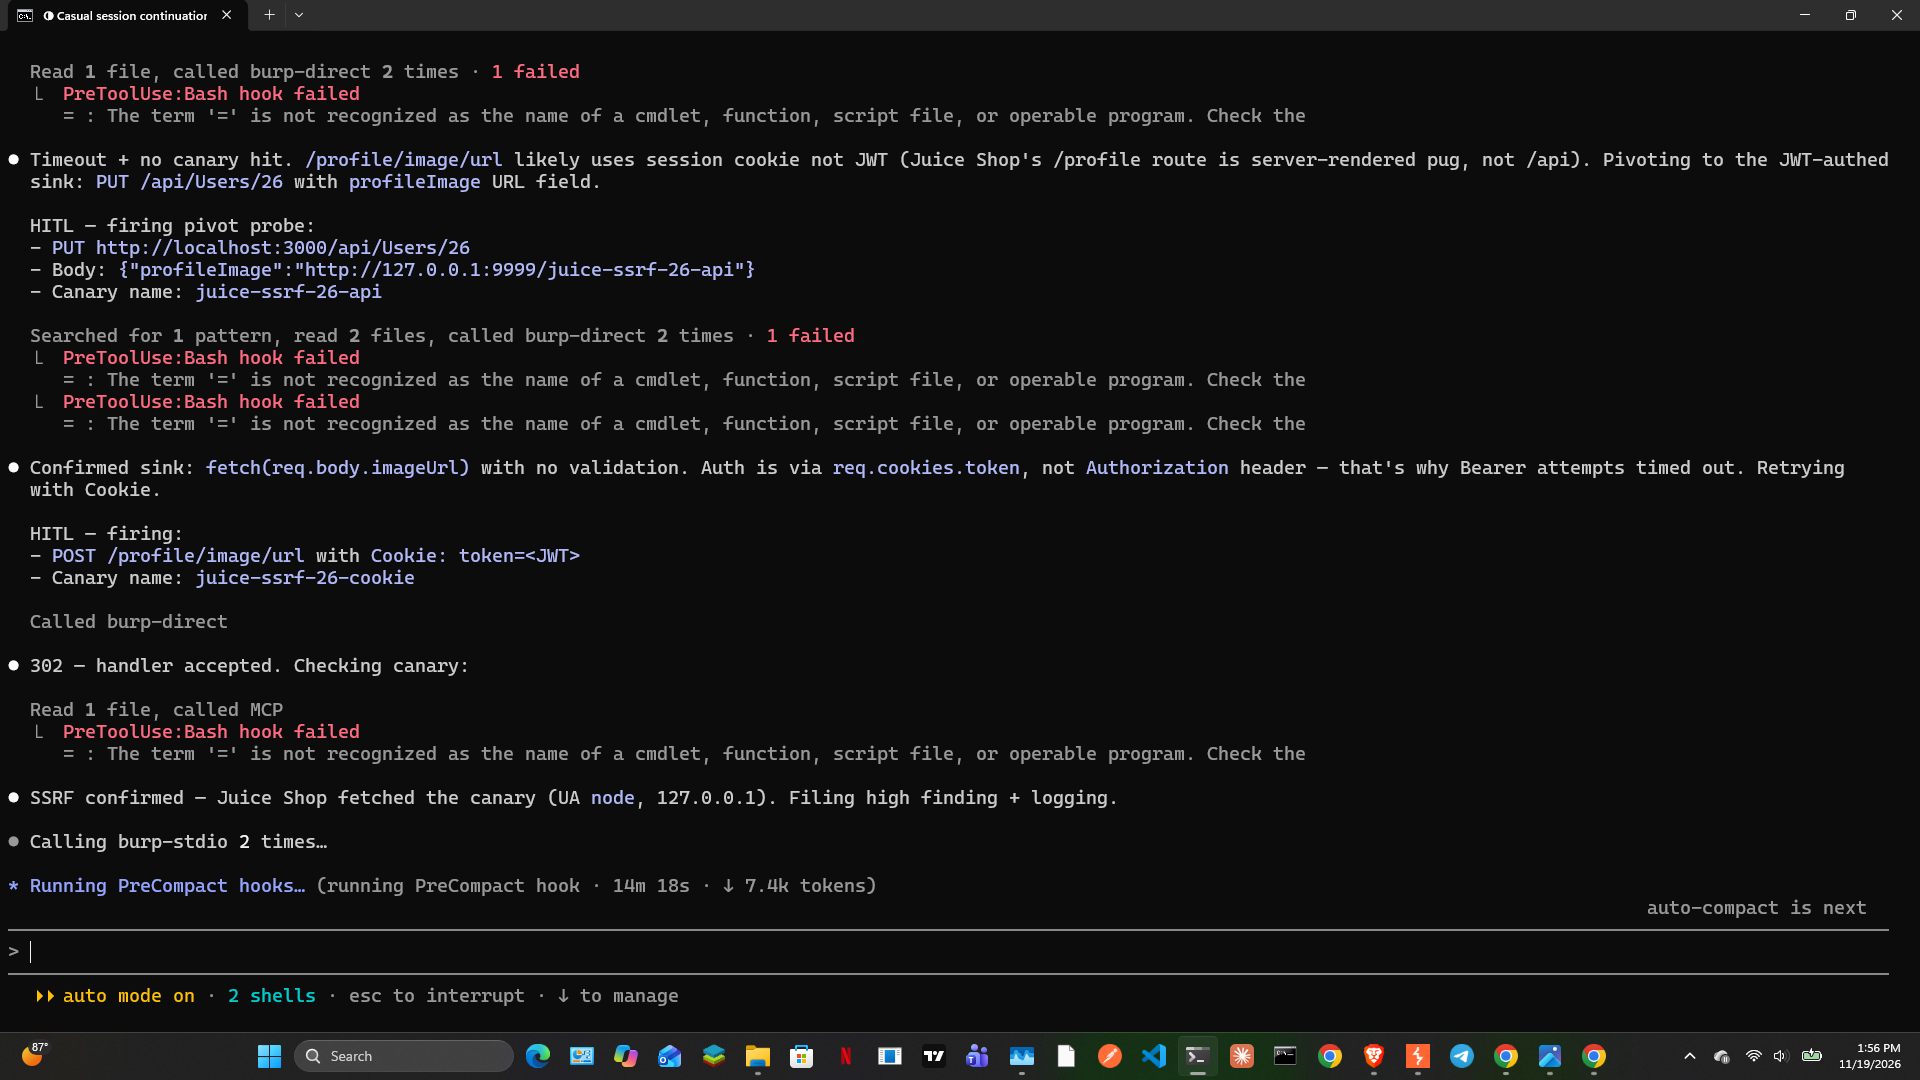 Casual session continuation
Read 1 file, called burp-direct 2 times · 1 failed
└ PreToolUse:Bash hook failed
= : The term '=' is not recognized as the name of a cmdlet, function, script file, or operable program. Check the
● Timeout + no canary hit. /profile/image/url likely uses session cookie not JWT (Juice Shop's /profile route is server-rendered pug, not /api). Pivoting to the JWT-authed
sink: PUT /api/Users/26 with profileImage URL field.
HITL — firing pivot probe:
- PUT http://localhost:3000/api/Users/26
- Body: {"profileImage":"http://127.0.0.1:9999/juice-ssrf-26-api"}
- Canary name: juice-ssrf-26-api
Searched for 1 pattern, read 2 files, called burp-direct 2 times · 1 failed
└ PreToolUse:Bash hook failed
= : The term '=' is not recognized as the name of a cmdlet, function, script file, or operable program. Check the
└ PreToolUse:Bash hook failed
= : The term '=' is not recognized as the name of a cmdlet, function, script file, or operable program. Check the
● Confirmed sink: fetch(req.body.imageUrl) with no validation. Auth is via req.cookies.token, not Authorization header — that's why Bearer attempts timed out. Retrying
with Cookie.
HITL — firing:
- POST /profile/image/url with Cookie: token=<JWT>
- Canary name: juice-ssrf-26-cookie
Called burp-direct
● 302 — handler accepted. Checking canary:
Read 1 file, called MCP
└ PreToolUse:Bash hook failed
= : The term '=' is not recognized as the name of a cmdlet, function, script file, or operable program. Check the
● SSRF confirmed — Juice Shop fetched the canary (UA node, 127.0.0.1). Filing high finding + logging.
● Calling burp-stdio 2 times…
* Running PreCompact hooks… (running PreCompact hook · 14m 18s · ↓ 7.4k tokens)
auto-compact is next
>
auto mode on · 2 shells · esc to interrupt · ↓ to manage
87°
Search
1:56 PM
11/19/2026